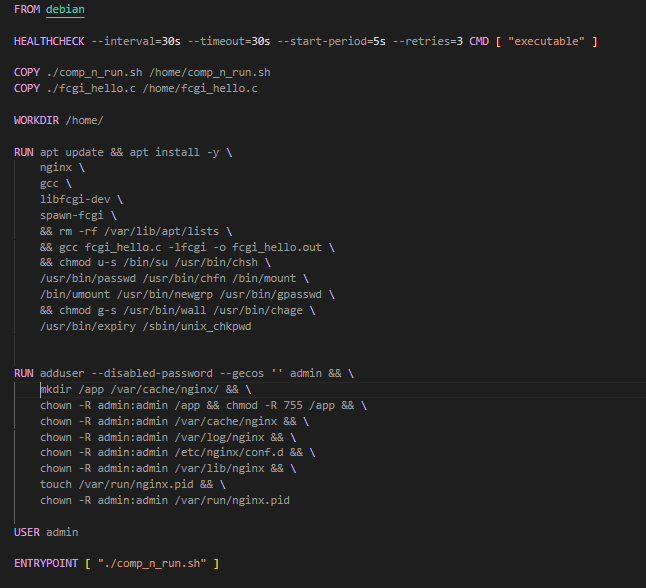 FROM debian
HEALTHCHECK --interval=30s --timeout=30s --start-period=5s --retries=3 CMD [ "executable" ]
COPY ./comp_n_run.sh /home/comp_n_run.sh
COPY ./fcgi_hello.c /home/fcgi_hello.c
WORKDIR /home/
RUN apt update && apt install -y \
nginx \
gcc \
libfcgi-dev \
spawn-fcgi \
&& rm -rf /var/lib/apt/lists \
&& gcc fcgi_hello.c -lfcgi -o fcgi_hello.out \
&& chmod u-s /bin/su /usr/bin/chsh \
/usr/bin/passwd /usr/bin/chfn /bin/mount \
/bin/umount /usr/bin/newgrp /usr/bin/gpasswd \
&& chmod g-s /usr/bin/wall /usr/bin/chage \
/usr/bin/expiry /sbin/unix_chkpwd
RUN adduser --disabled-password --gecos '' admin && \
mkdir /app /var/cache/nginx/ && \
chown -R admin:admin /app && chmod -R 755 /app && \
chown -R admin:admin /var/cache/nginx && \
chown -R admin:admin /var/log/nginx && \
chown -R admin:admin /etc/nginx/conf.d && \
chown -R admin:admin /var/lib/nginx && \
touch /var/run/nginx.pid && \
chown -R admin:admin /var/run/nginx.pid
USER admin
ENTRYPOINT [ "./comp_n_run.sh" ]